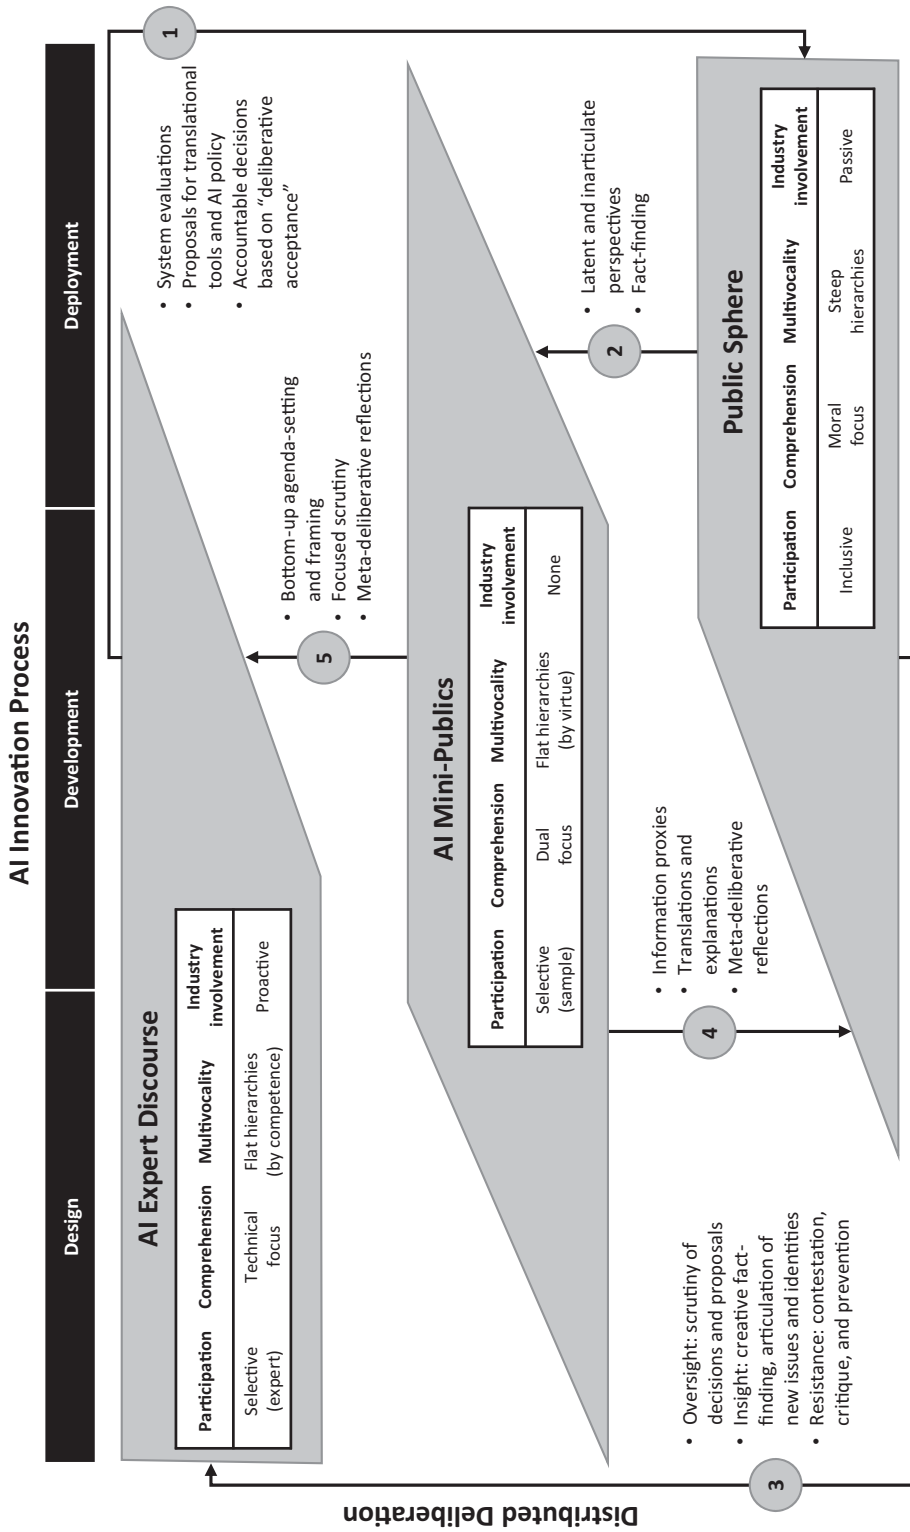 AI Innovation Process
Design
Development
Deployment
Distributed Deliberation
AI Expert Discourse
Participation
Comprehension
Multivocality
Industry
involvement
Selective
(expert)
Technical
focus
Flat hierarchies
(by competence)
Proactive
1
• System evaluations
• Proposals for translational
tools and AI policy
• Accountable decisions
based on “deliberative
acceptance”
5
• Bottom-up agenda-setting
and framing
• Focused scrutiny
• Meta-deliberative reflections
AI Mini-Publics
Participation
Comprehension
Multivocality
Industry
involvement
Selective
(sample)
Dual
focus
Flat hierarchies
(by virtue)
None
2
• Latent and inarticulate
perspectives
• Fact-finding
3
• Oversight: scrutiny of
decisions and proposals
• Insight: creative fact-
finding, articulation of
new issues and identities
• Resistance: contestation,
critique, and prevention
4
• Information proxies
• Translations and
explanations
• Meta-deliberative
reflections
Public Sphere
Participation
Comprehension
Multivocality
Industry
involvement
Inclusive
Moral
focus
Steep
hierarchies
Passive